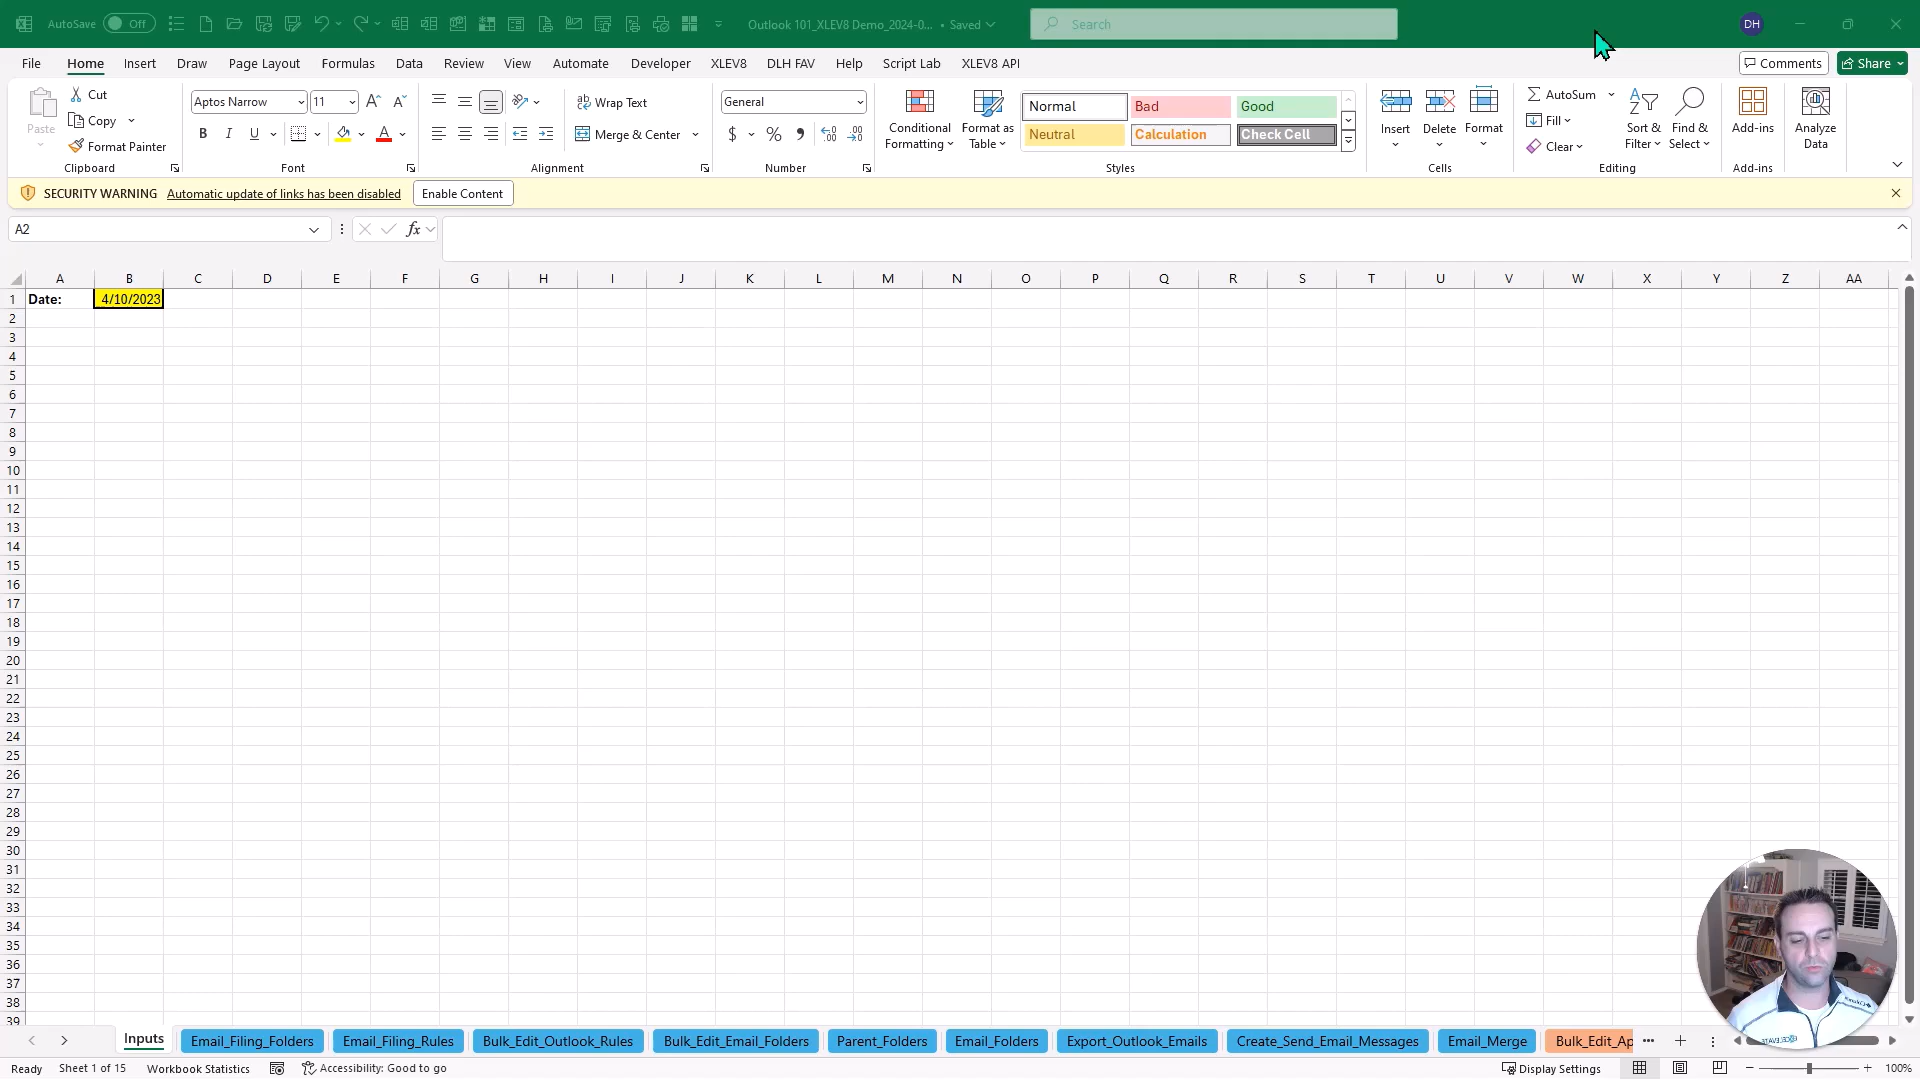 AutoSave Off Outlook 101_XLEV8 Demo_2024-0... • Saved Search DH
File Home Insert Draw Page Layout Formulas Data Review View Automate Developer XLEV8 DLH FAV Help Script Lab XLEV8 API Comments Share
Paste Cut Copy Format Painter Clipboard
Aptos Narrow 11 B I U Font
Wrap Text Merge & Center Alignment
General $ % Number
Conditional Formatting Format as Table
Normal Bad Good
Neutral Calculation Check Cell
Styles
Insert Delete Format Cells
AutoSum Fill Clear Sort & Filter Find & Select Editing
Add-ins Add-ins
Analyze Data
SECURITY WARNING Automatic update of links has been disabled Enable Content
A2 fx
A B C D E F G H I J K L M N O P Q R S T U V W X Y Z AA
1 Date: 4/10/2023
2
3
4
5
6
7
8
9
10
11
12
13
14
15
16
17
18
19
20
21
22
23
24
25
26
27
28
29
30
31
32
33
34
35
36
37
38
39
Inputs Email_Filing_Folders Email_Filing_Rules Bulk_Edit_Outlook_Rules Bulk_Edit_Email_Folders Parent_Folders Email_Folders Export_Outlook_Emails Create_Send_Email_Messages Email_Merge Bulk_Edit_Ap
Ready Sheet 1 of 15 Workbook Statistics Accessibility: Good to go Display Settings 100%